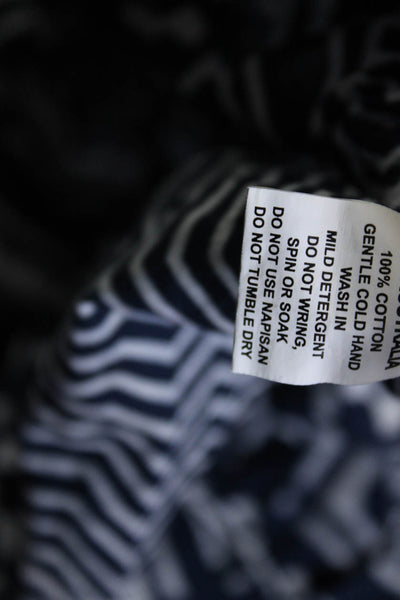 100% COTTON
GENTLE COLD HAND
WASH IN
MILD DETERGENT
DO NOT WRING,
SPIN OR SOAK
DO NOT USE NAPISAN
DO NOT TUMBLE DRY